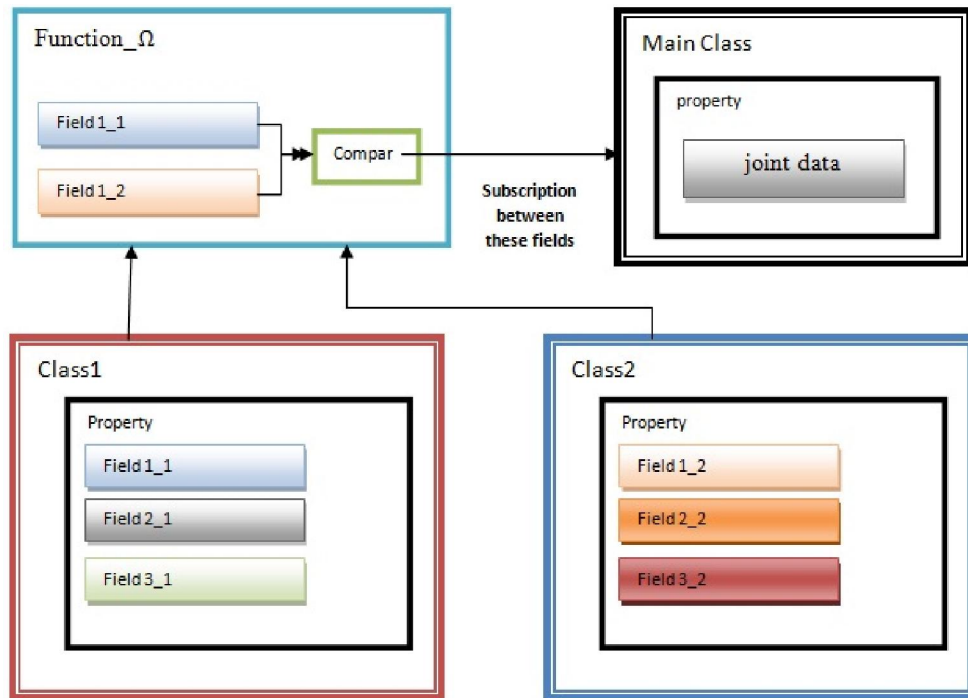 Function_Ω
Field 1_1
Field 1_2
Compar
Subscription
between
these fields
Main Class
property
joint data
Class1
Property
Field 1_1
Field 2_1
Field 3_1
Class2
Property
Field 1_2
Field 2_2
Field 3_2